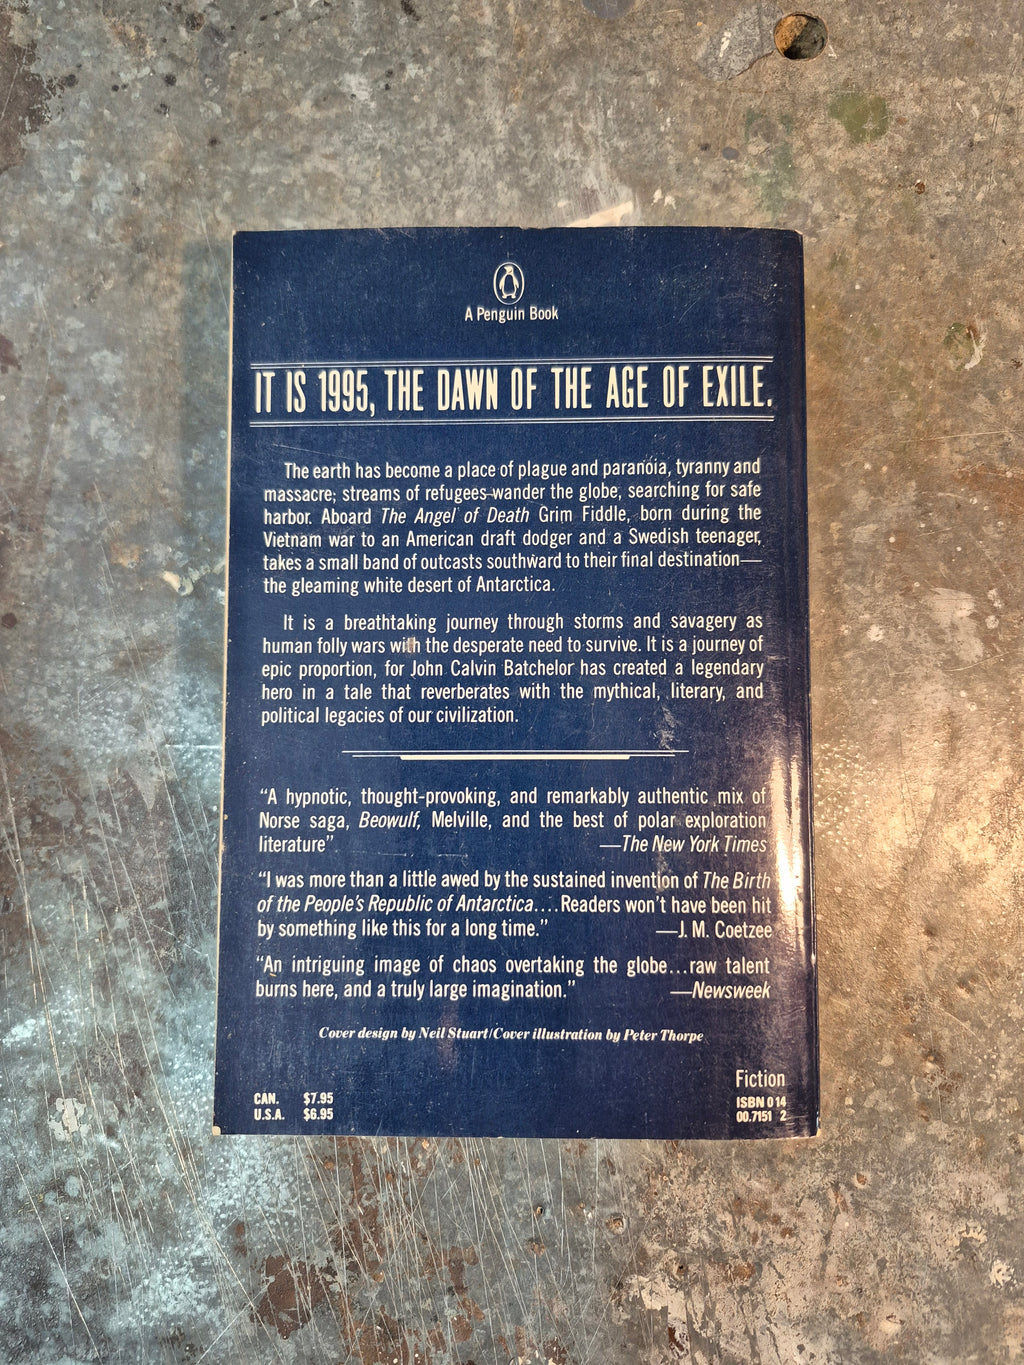 A Penguin Book
IT IS 1995, THE DAWN OF THE AGE OF EXILE.
The earth has become a place of plague and paranoia, tyranny and
massacre; streams of refugees wander the globe, searching for safe
harbor. Aboard The Angel of Death Grim Fiddle, born during the
Vietnam war to an American draft dodger and a Swedish teenager,
takes a small band of outcasts southward to their final destination—
the gleaming white desert of Antarctica.
It is a breathtaking journey through storms and savagery as
human folly wars with the desperate need to survive. It is a journey of
epic proportion, for John Calvin Batchelor has created a legendary
hero in a tale that reverberates with the mythical, literary, and
political legacies of our civilization.
“A hypnotic, thought-provoking, and remarkably authentic mix of
Norse saga, Beowulf, Melville, and the best of polar exploration
literature” —The New York Times
“I was more than a little awed by the sustained invention of The Birth
of the People's Republic of Antarctica....Readers won't have been hit
by something like this for a long time.” —J. M. Coetzee
“An intriguing image of chaos overtaking the globe...raw talent
burns here, and a truly large imagination.” —Newsweek
Cover design by Neil Stuart/Cover illustration by Peter Thorpe
Fiction
CAN. $7.95
U.S.A. $6.95
ISBN 0 14
00.7151 2